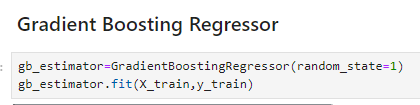 Gradient Boosting Regressor
: gb_estimator=GradientBoostingRegressor(random_state=1)
gb_estimator.fit(X_train,y_train)